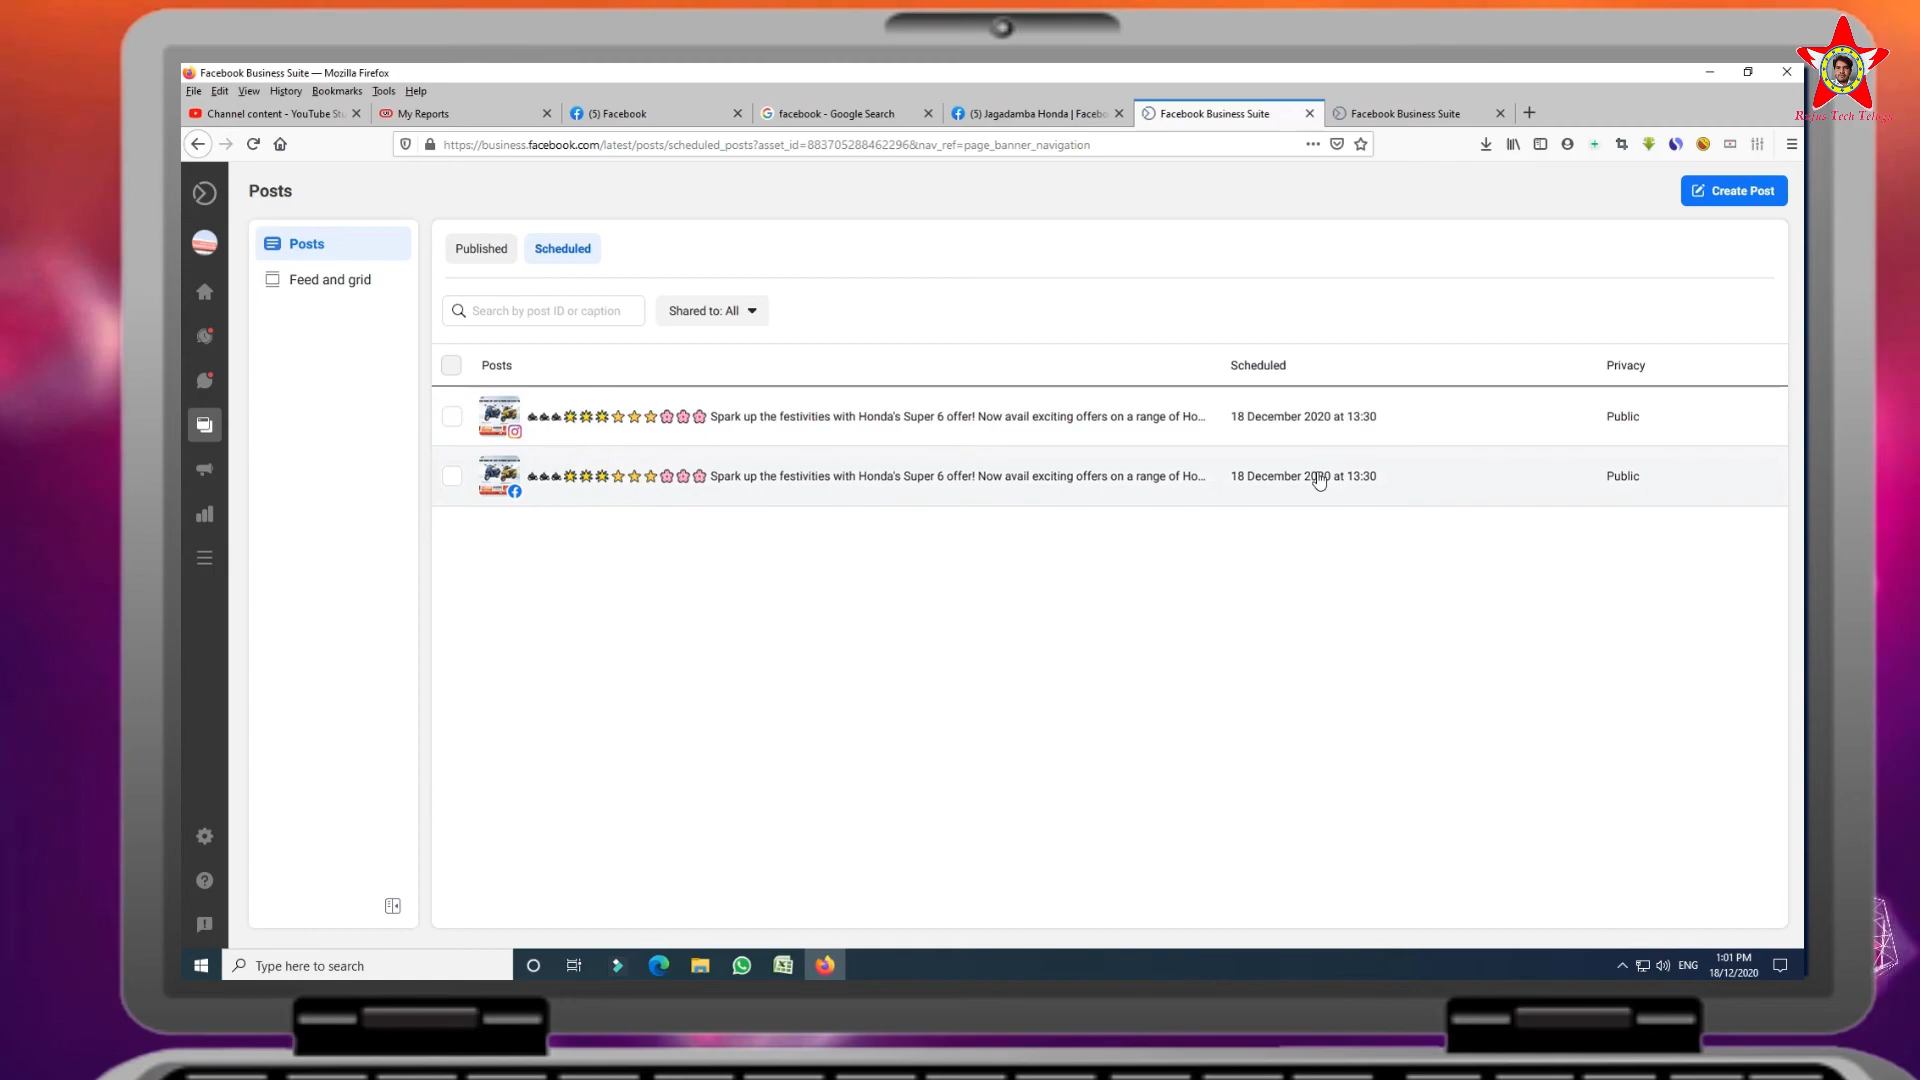 Facebook Business Suite — Mozilla Firefox
File Edit View History Bookmarks Tools Help
Channel content - YouTube Stu
My Reports
(5) Facebook
facebook - Google Search
(5) Jagadamba Honda | Facebo
Facebook Business Suite
Facebook Business Suite
https://business.facebook.com/latest/posts/scheduled_posts?asset_id=883705288462296&nav_ref=page_banner_navigation
Posts
Create Post
Posts
Feed and grid
Published
Scheduled
Search by post ID or caption
Shared to: All
Posts Scheduled Privacy
Spark up the festivities with Honda's Super 6 offer! Now avail exciting offers on a range of Ho... 18 December 2020 at 13:30 Public
Spark up the festivities with Honda's Super 6 offer! Now avail exciting offers on a range of Ho... 18 December 2020 at 13:30 Public
Type here to search
ENG
1:01 PM
18/12/2020
Rufus Tech Telugu